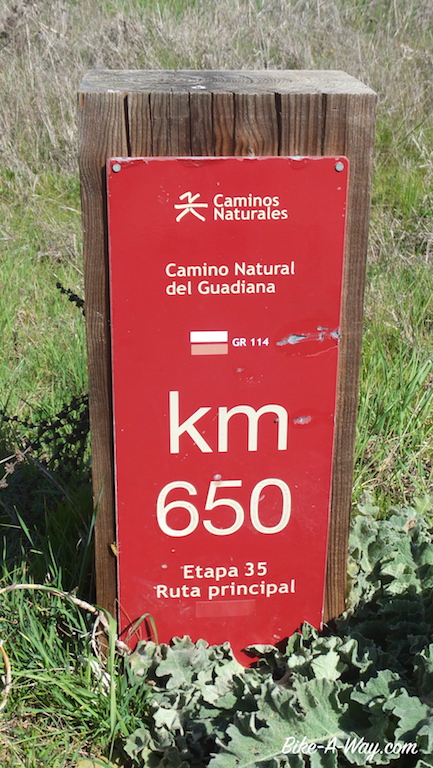 Caminos
Naturales
Camino Natural
del Guadiana
GR 114
km
650
Etapa 35
Ruta principal
Bike-A-Way.com